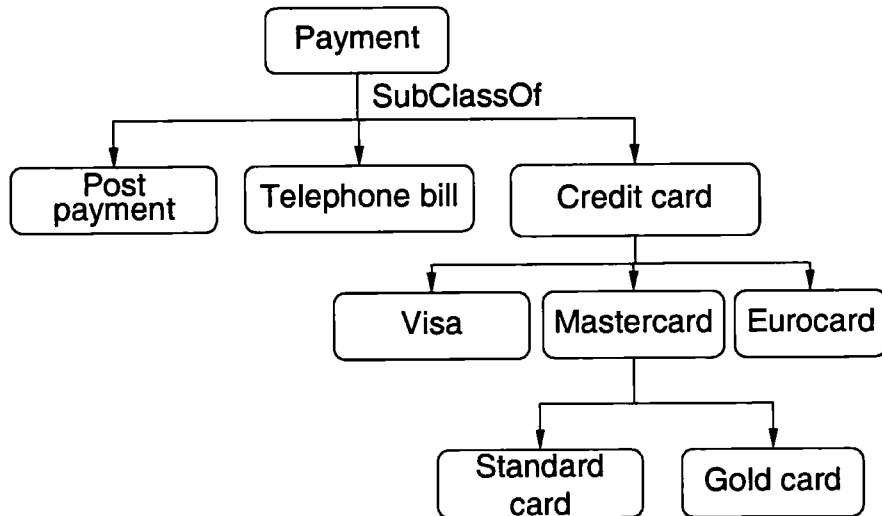 Payment
SubClassOf
Post
payment
Telephone bill
Credit card
Visa
Mastercard
Eurocard
Standard
card
Gold card